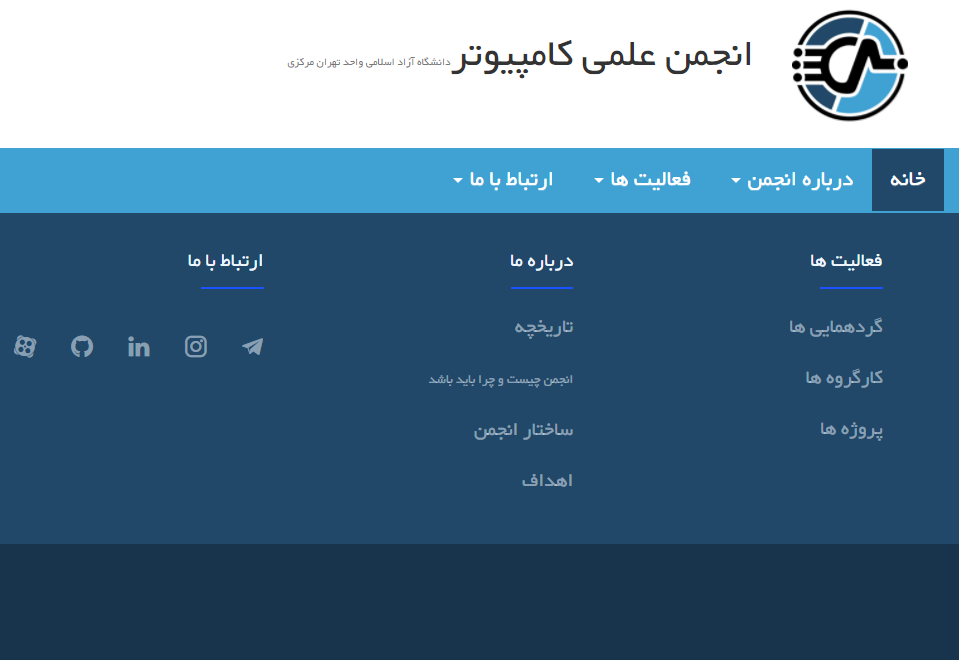 انجمن علمی کامپیوتر دانشگاه آزاد اسلامی واحد تهران مرکزی
خانه درباره انجمن فعالیت ها ارتباط با ما
فعالیت ها
گردهمایی ها
کارگروه ها
پروژه ها
درباره ما
تاریخچه
انجمن چیست و چرا باید باشد
ساختار انجمن
اهداف
ارتباط با ما